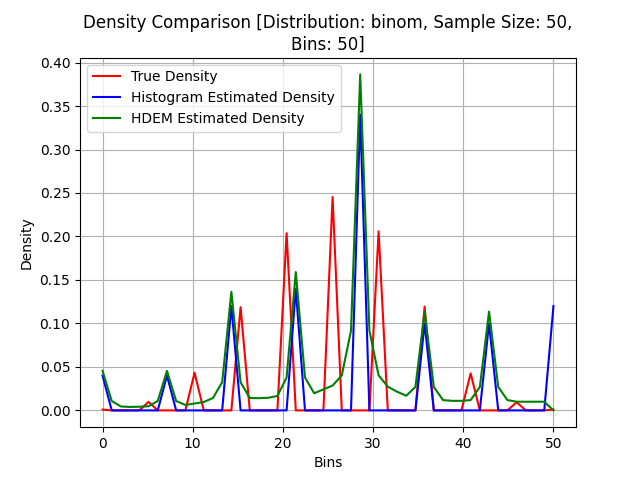 Density Comparison [Distribution: binom, Sample Size: 50,
Bins: 50]
True Density
Histogram Estimated Density
HDEM Estimated Density
Density
0.40
0.35
0.30
0.25
0.20
0.15
0.10
0.05
0.00
0 10 20 30 40 50
Bins